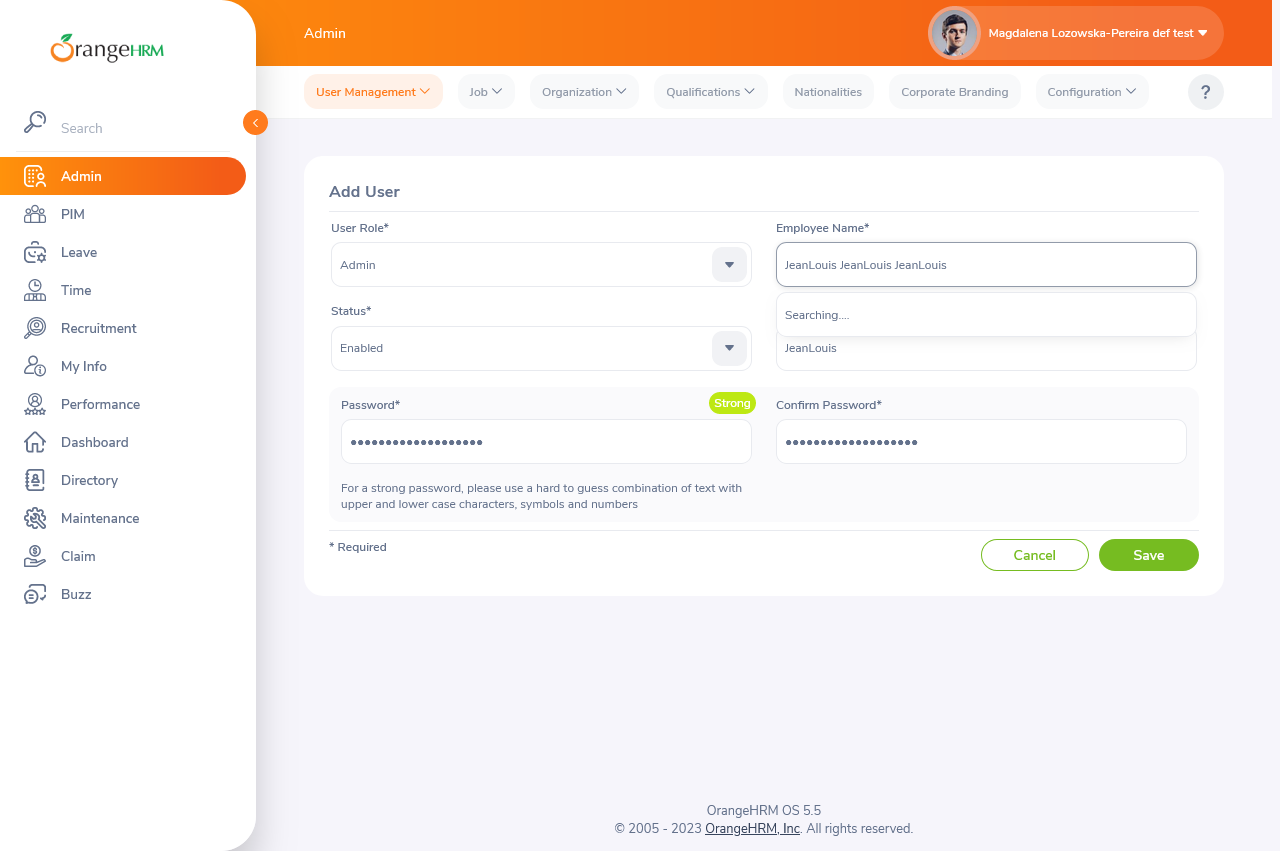 OrangeHRM
Admin
Magdalena Lozowska-Pereira def test
User Management
Job
Organization
Qualifications
Nationalities
Corporate Branding
Configuration
?
Search
Admin
PIM
Leave
Time
Recruitment
My Info
Performance
Dashboard
Directory
Maintenance
Claim
Buzz
Add User
User Role*
Admin
Employee Name*
JeanLouis JeanLouis JeanLouis
Searching....
Status*
Enabled
JeanLouis
Password*
Strong
Confirm Password*
For a strong password, please use a hard to guess combination of text with
upper and lower case characters, symbols and numbers
* Required
Cancel
Save
OrangeHRM OS 5.5
© 2005 - 2023 OrangeHRM, Inc. All rights reserved.